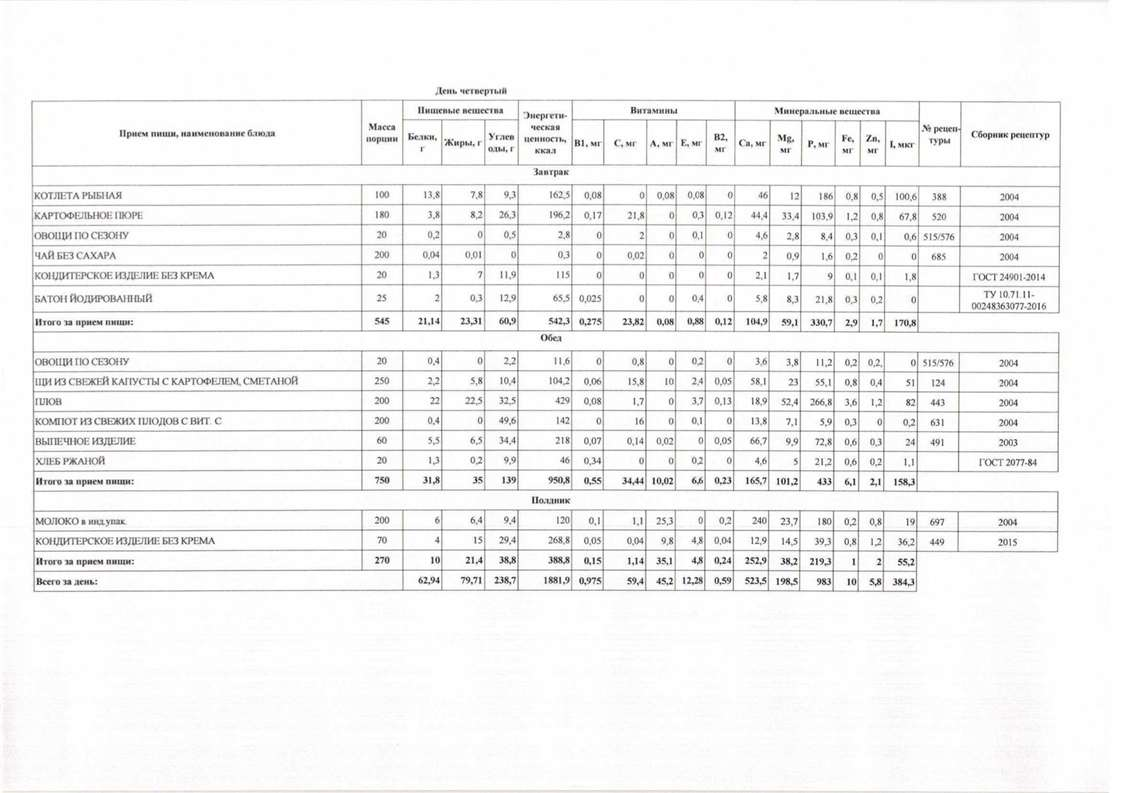 День четвертый
Прием пищи, наименование блюда Масса порции Пищевые вещества Энергети-ческая ценность, ккал Витамины Минеральные вещества № рецеп-туры Сборник рецептур
Белки, г Жиры, г Углев оды, г В1, мг С, мг А, мг Е, мг В2, мг Са, мг Mg, мг Р, мг Fe, мг Zn, мг I, мкг
Завтрак
КОТЛЕТА РЫБНАЯ 100 13,8 7,8 9,3 162,5 0,08 0 0,08 0,08 0 46 12 186 0,8 0,5 100,6 388 2004
КАРТОФЕЛЬНОЕ ПЮРЕ 180 3,8 8,2 26,3 196,2 0,17 21,8 0 0,3 0,12 44,4 33,4 103,9 1,2 0,8 67,8 520 2004
ОВОЩИ ПО СЕЗОНУ 20 0,2 0 0,5 2,8 0 2 0 0,1 0 4,6 2,8 8,4 0,3 0,1 0,6 515/576 2004
ЧАЙ БЕЗ САХАРА 200 0,04 0,01 0 0,3 0 0,02 0 0 0 2 0,9 1,6 0,2 0 0 685 2004
КОНДИТЕРСКОЕ ИЗДЕЛИЕ БЕЗ КРЕМА 20 1,3 7 11,9 115 0 0 0 0 0 2,1 1,7 9 0,1 0,1 1,8 ГОСТ 24901-2014
БАТОН ЙОДИРОВАННЫЙ 25 2 0,3 12,9 65,5 0,025 0 0 0,4 0 5,8 8,3 21,8 0,3 0,2 0 ТУ 10.71.11-00248363077-2016
Итого за прием пищи: 545 21,14 23,31 60,9 542,3 0,275 23,82 0,08 0,88 0,12 104,9 59,1 330,7 2,9 1,7 170,8
Обед
ОВОЩИ ПО СЕЗОНУ 20 0,4 0 2,2 11,6 0 0,8 0 0,2 0 3,6 3,8 11,2 0,2 0,2, 0 515/576 2004
ЩИ ИЗ СВЕЖЕЙ КАПУСТЫ С КАРТОФЕЛЕМ, СМЕТАНОЙ 250 2,2 5,8 10,4 104,2 0,06 15,8 10 2,4 0,05 58,1 23 55,1 0,8 0,4 51 124 2004
ПЛОВ 200 22 22,5 32,5 429 0,08 1,7 0 3,7 0,13 18,9 52,4 266,8 3,6 1,2 82 443 2004
КОМПОТ ИЗ СВЕЖИХ ПЛОДОВ С ВИТ. С 200 0,4 0 49,6 142 0 16 0 0,1 0 13,8 7,1 5,9 0,3 0 0,2 631 2004
ВЫПЕЧНОЕ ИЗДЕЛИЕ 60 5,5 6,5 34,4 218 0,07 0,14 0,02 0 0,05 66,7 9,9 72,8 0,6 0,3 24 491 2003
ХЛЕБ РЖАНОЙ 20 1,3 0,2 9,9 46 0,34 0 0 0,2 0 4,6 5 21,2 0,6 0,2 1,1 ГОСТ 2077-84
Итого за прием пищи: 750 31,8 35 139 950,8 0,55 34,44 10,02 6,6 0,23 165,7 101,2 433 6,1 2,1 158,3
Полдник
МОЛОКО в инд.упак. 200 6 6,4 9,4 120 0,1 1,1 25,3 0 0,2 240 23,7 180 0,2 0,8 19 697 2004
КОНДИТЕРСКОЕ ИЗДЕЛИЕ БЕЗ КРЕМА 70 4 15 29,4 268,8 0,05 0,04 9,8 4,8 0,04 12,9 14,5 39,3 0,8 1,2 36,2 449 2015
Итого за прием пищи: 270 10 21,4 38,8 388,8 0,15 1,14 35,1 4,8 0,24 252,9 38,2 219,3 1 2 55,2
Всего за день: 62,94 79,71 238,7 1881,9 0,975 59,4 45,2 12,28 0,59 523,5 198,5 983 10 5,8 384,3